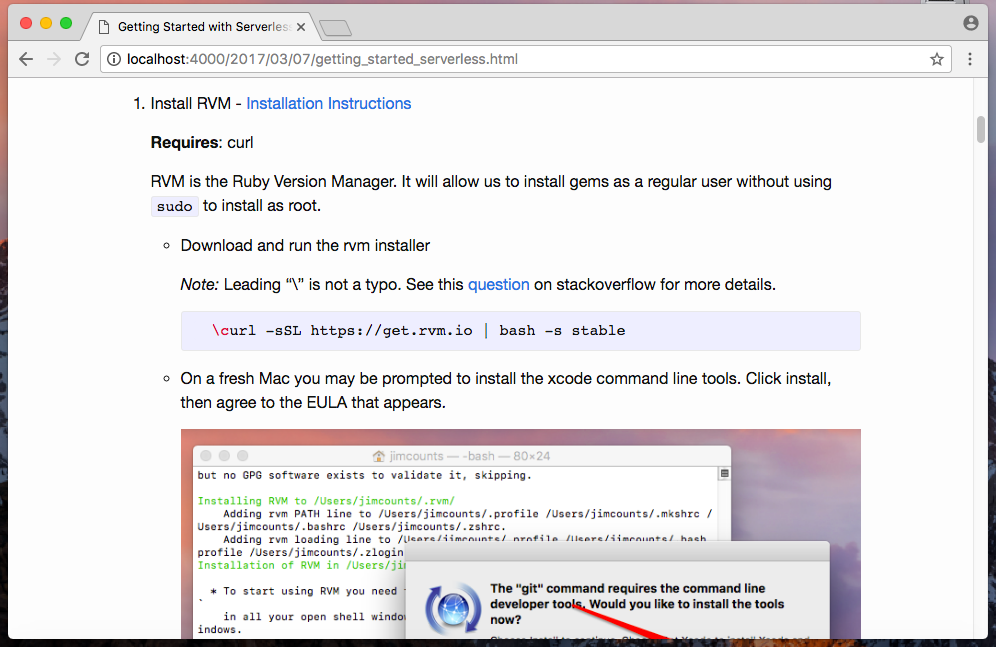 Getting Started with Serverles
localhost:4000/2017/03/07/getting_started_serverless.html
1. Install RVM - Installation Instructions
Requires: curl
RVM is the Ruby Version Manager. It will allow us to install gems as a regular user without using
sudo to install as root.
Download and run the rvm installer
Note: Leading “\” is not a typo. See this question on stackoverflow for more details.
\curl -sSL https://get.rvm.io | bash -s stable
On a fresh Mac you may be prompted to install the xcode command line tools. Click install,
then agree to the EULA that appears.
jimcounts — -bash — 80×24
but no GPG software exists to validate it, skipping.
Installing RVM to /Users/jimcounts/.rvm/
Adding rvm PATH line to /Users/jimcounts/.profile /Users/jimcounts/.mkshrc /
Users/jimcounts/.bashrc /Users/jimcounts/.zshrc.
Adding rvm loading line to /Users/jimcounts/.profile /Users/jimcounts/.bash_
profile /Users/jimcounts/.zlogin
Installation of RVM in /Users/ji
* To start using RVM you need
`
in all your open shell window
indows.
The "git" command requires the command line
developer tools. Would you like to install the tools
now?